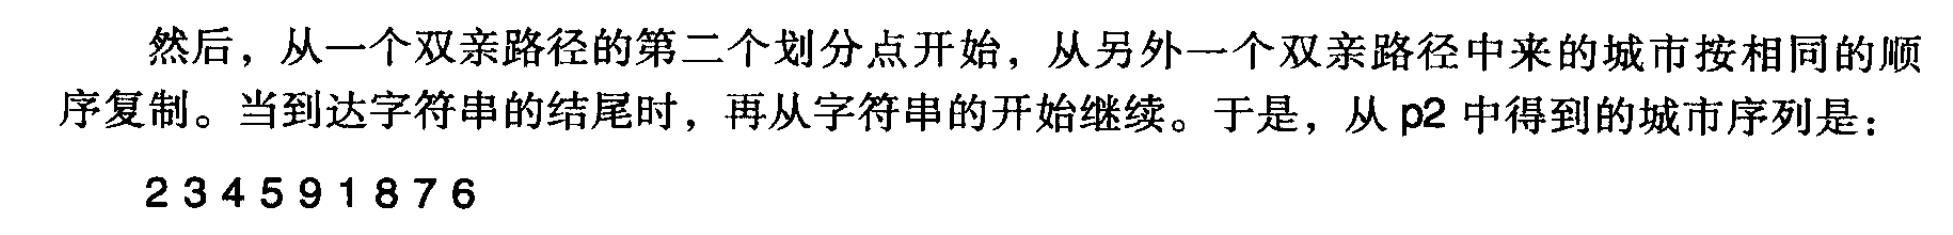 然后，从一个双亲路径的第二个划分点开始，从另外一个双亲路径中来的城市按相同的顺
序复制。当到达字符串的结尾时，再从字符串的开始继续。于是，从 p2 中得到的城市序列是：
2 3 4 5 9 1 8 7 6